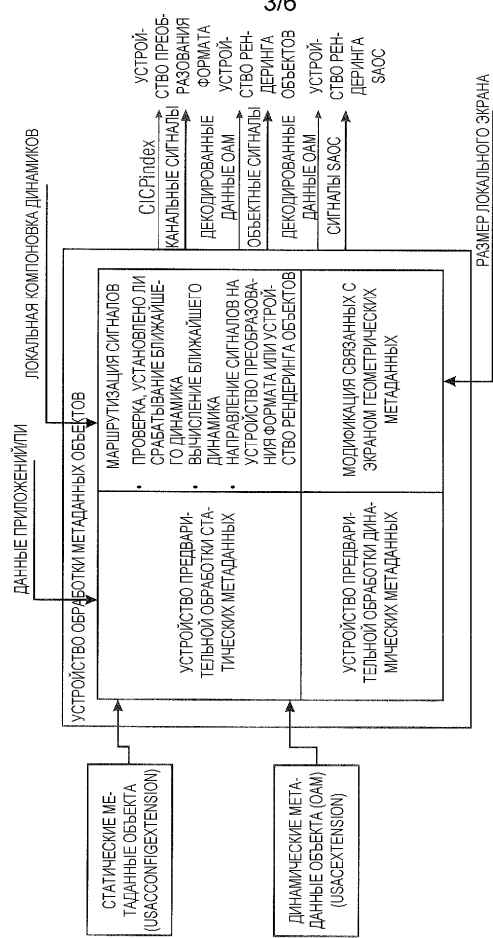 3/6
СТАТИЧЕСКИЕ МЕ-
ТАДАННЫЕ ОБЪЕКТА
(USACCONFIGEXTENSION)
ДИНАМИЧЕСКИЕ МЕТА-
ДАННЫЕ ОБЪЕКТА (OAM)
(USACEXTENSION)
ДАННЫЕ ПРИЛОЖЕНИЙ/ПИ
ЛОКАЛЬНАЯ КОМПОНОВКА ДИНАМИКОВ
УСТРОЙСТВО ОБРАБОТКИ МЕТАДАННЫХ ОБЪЕКТОВ
УСТРОЙСТВО ПРЕДВАРИ-
ТЕЛЬНОЙ ОБРАБОТКИ СТА-
ТИЧЕСКИХ МЕТАДАННЫХ
МАРШРУТИЗАЦИЯ СИГНАЛОВ
• ПРОВЕРКА, УСТАНОВЛЕНО ЛИ
СРАБАТЫВАНИЕ БЛИЖАЙШЕ-
ГО ДИНАМИКА
• ВЫЧИСЛЕНИЕ БЛИЖАЙШЕГО
ДИНАМИКА
• НАПРАВЛЕНИЕ СИГНАЛОВ НА
УСТРОЙСТВО ПРЕОБРАЗОВА-
НИЯ ФОРМАТА ИЛИ УСТРОЙ-
СТВО РЕНДЕРИНГА ОБЪЕКТОВ
УСТРОЙСТВО ПРЕДВАРИ-
ТЕЛЬНОЙ ОБРАБОТКИ ДИНА-
МИЧЕСКИХ МЕТАДАННЫХ
МОДИФИКАЦИЯ СВЯЗАННЫХ С
ЭКРАНОМ ГЕОМЕТРИЧЕСКИХ
МЕТАДАННЫХ
РАЗМЕР ЛОКАЛЬНОГО ЭКРАНА
CICPindex
КАНАЛЬНЫЕ СИГНАЛЫ
УСТРОЙ-
СТВО ПРЕОБ-
РАЗОВАНИЯ
ФОРМАТА
ДЕКОДИРОВАННЫЕ
ДАННЫЕ OAM
ОБЪЕКТНЫЕ СИГНАЛЫ
УСТРОЙ-
СТВО РЕН-
ДЕРИНГА
ОБЪЕКТОВ
ДЕКОДИРОВАННЫЕ
ДАННЫЕ OAM
СИГНАЛЫ SAOC
УСТРОЙ-
СТВО РЕН-
ДЕРИНГА
SAOC